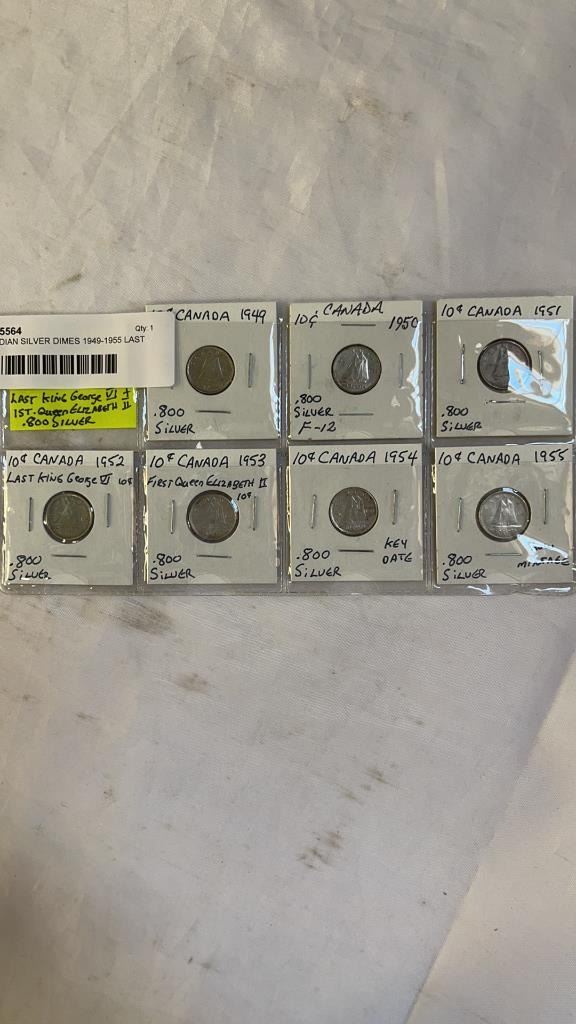 5564
Qty: 1
DIAN SILVER DIMES 1949-1955 LAST
LAST KING George VI +
1ST. Queen ELIZABETH II
.800 SILVER
CANADA 1949
.800
SILVER
10¢ CANADA
1950
.800
SILVER
F-12
10¢ CANADA 1951
.800
SILVER
10¢ CANADA 1952
LAST KING George VI 10¢
.800
SILVER
10¢ CANADA 1953
FIRST Queen ELIZABETH II
10¢
.800
SILVER
10¢ CANADA 1954
.800
SILVER
KEY
DATE
10¢ CANADA 1955
.800
SILVER
MINTAGE